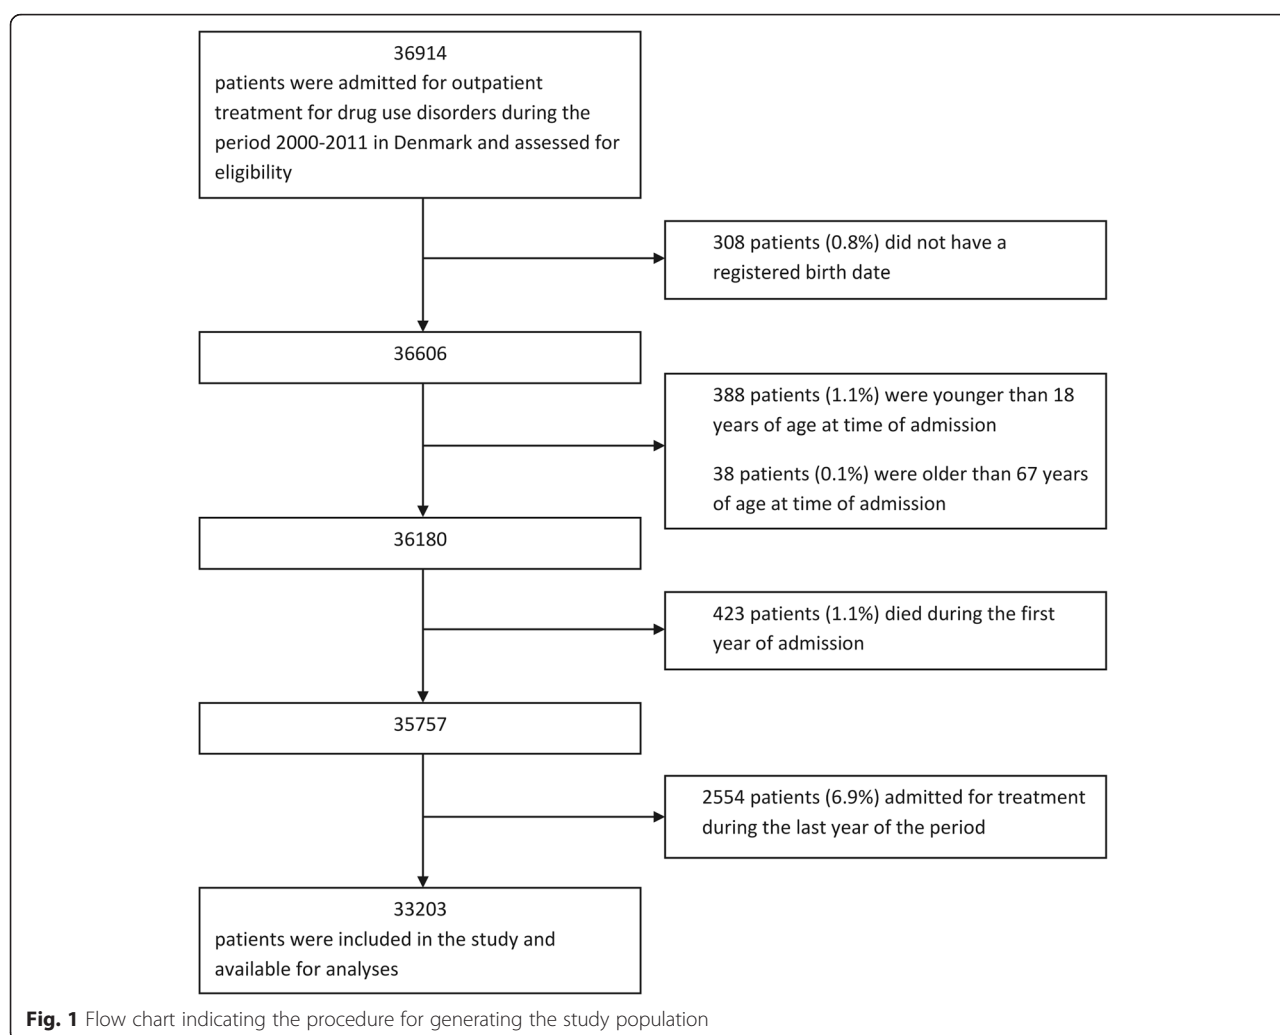 36914
patients were admitted for outpatient
treatment for drug use disorders during the
period 2000-2011 in Denmark and assessed for
eligibility
308 patients (0.8%) did not have a
registered birth date
36606
388 patients (1.1%) were younger than 18
years of age at time of admission
38 patients (0.1%) were older than 67 years
of age at time of admission
36180
423 patients (1.1%) died during the first
year of admission
35757
2554 patients (6.9%) admitted for treatment
during the last year of the period
33203
patients were included in the study and
available for analyses
Fig. 1 Flow chart indicating the procedure for generating the study population